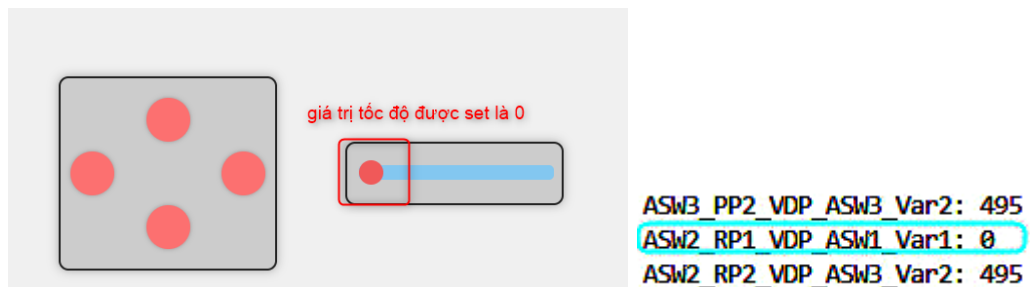 giá trị tốc độ được set là 0
ASW3_PP2_VDP_ASW3_Var2: 495
ASW2_RP1_VDP_ASW1_Var1: 0
ASW2_RP2_VDP_ASW3_Var2: 495